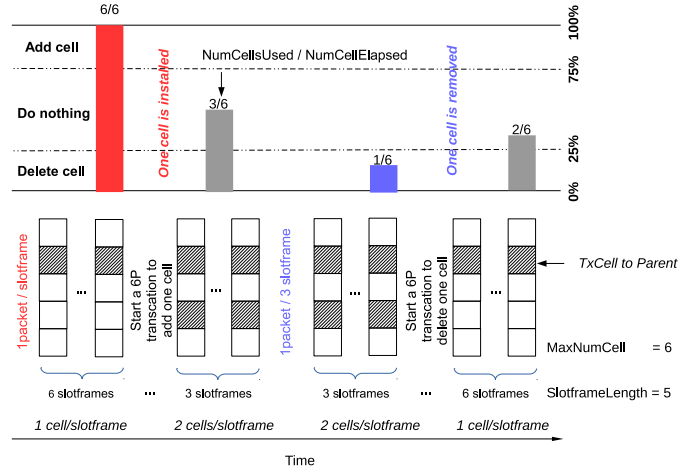 6/6
100%
Add cell
NumCellsUsed / NumCellElapsed
75%
One cell is installed
One cell is removed
3/6
Do nothing
2/6
25%
1/6
Delete cell
0%
1packet / slotframe
Start a 6P
transcation to
add one cell
1packet / 3 slotframe
Start a 6P
transcation to
delete one cell
TxCell to Parent
...
...
...
...
MaxNumCell = 6
6 slotframes
...
3 slotframes
3 slotframes
...
6 slotframes
SlotframeLength = 5
1 cell/slotframe
2 cells/slotframe
2 cells/slotframe
1 cell/slotframe
Time